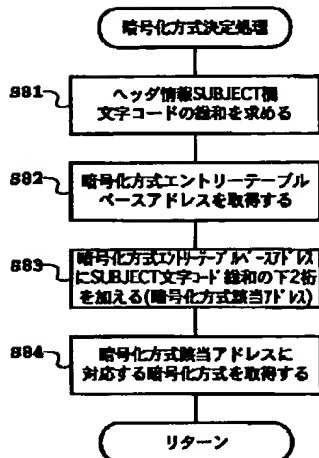 暗号化方式決定処理
S81
ヘッダ情報SUBJECT欄
文字コードの総和を求める
S82
暗号化方式エントリーテーブル
ベースアドレスを取得する
S83
暗号化方式エントリーテーブルベースアドレス
にSUBJECT文字コード総和の下2桁
を加える(暗号化方式該当アドレス)
S84
暗号化方式該当アドレスに
対応する暗号化方式を取得する
リターン